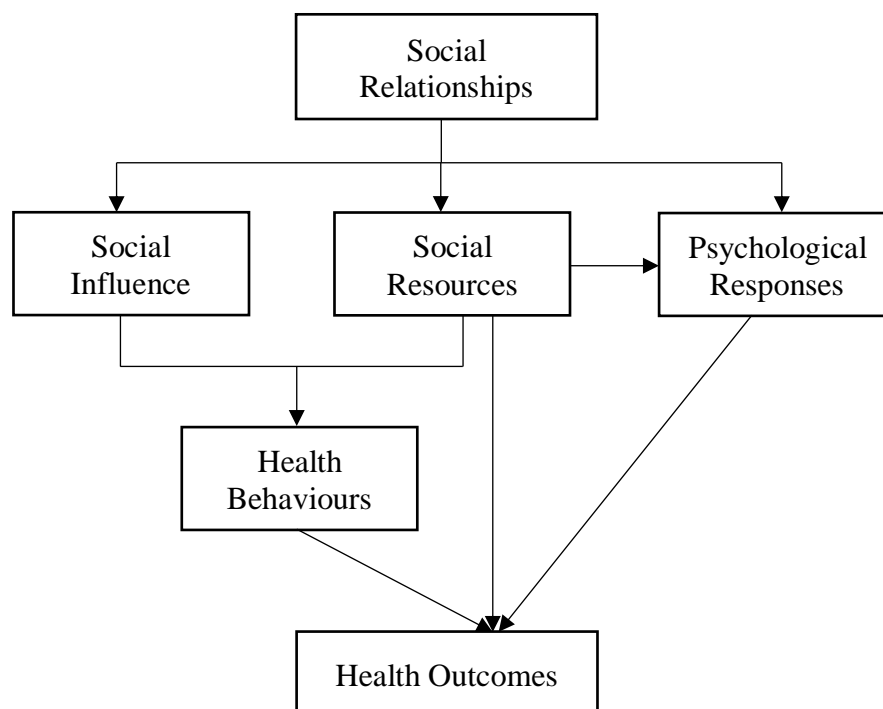 Social
Relationships
Social
Influence
Social
Resources
Psychological
Responses
Health
Behaviours
Health Outcomes